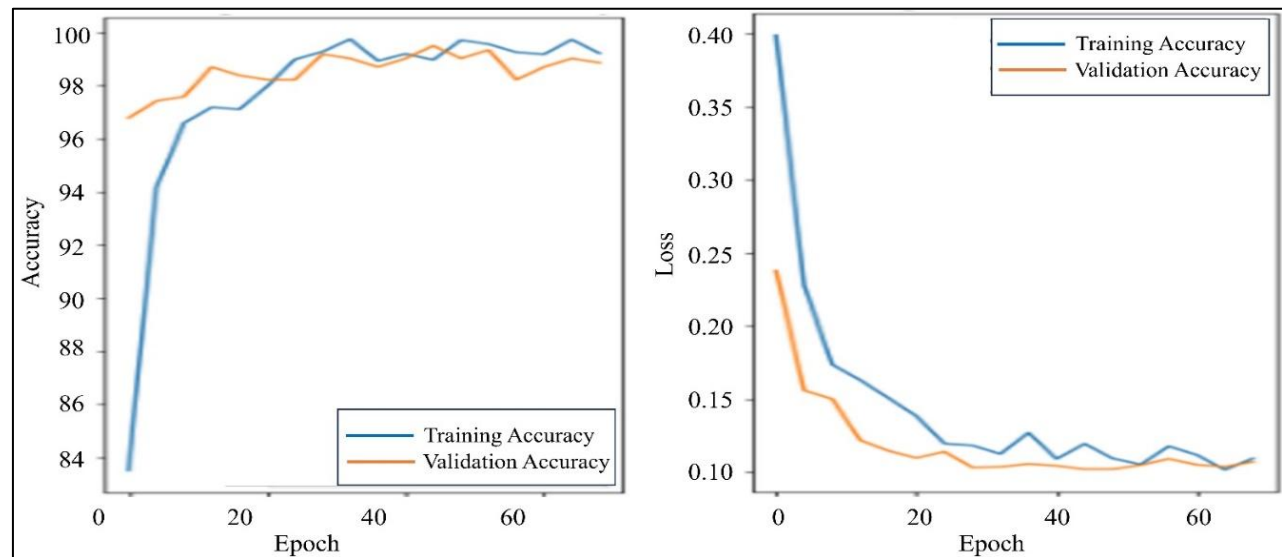 100
98
96
94
92
90
88
86
84
Accuracy
Training Accuracy
Validation Accuracy
0 20 40 60
Epoch
0.40
0.35
0.30
0.25
0.20
0.15
0.10
Loss
Training Accuracy
Validation Accuracy
0 20 40 60
Epoch